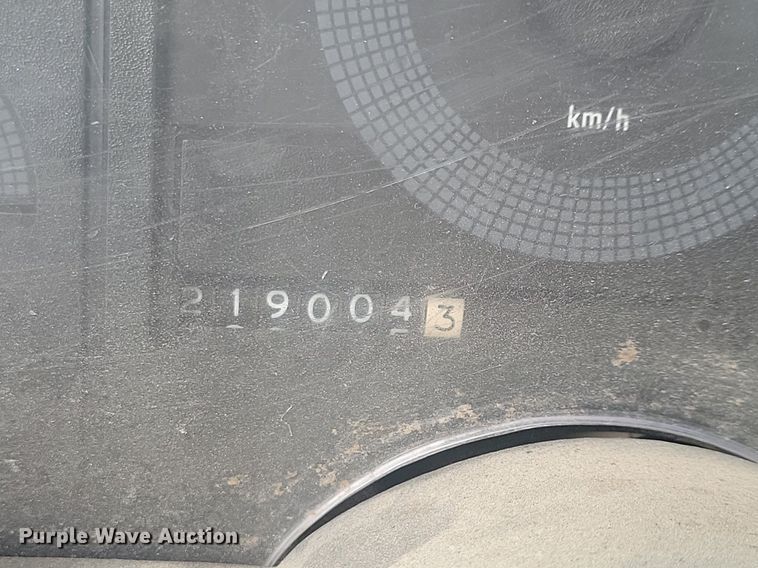 km/h
2190043
Purple Wave Auction